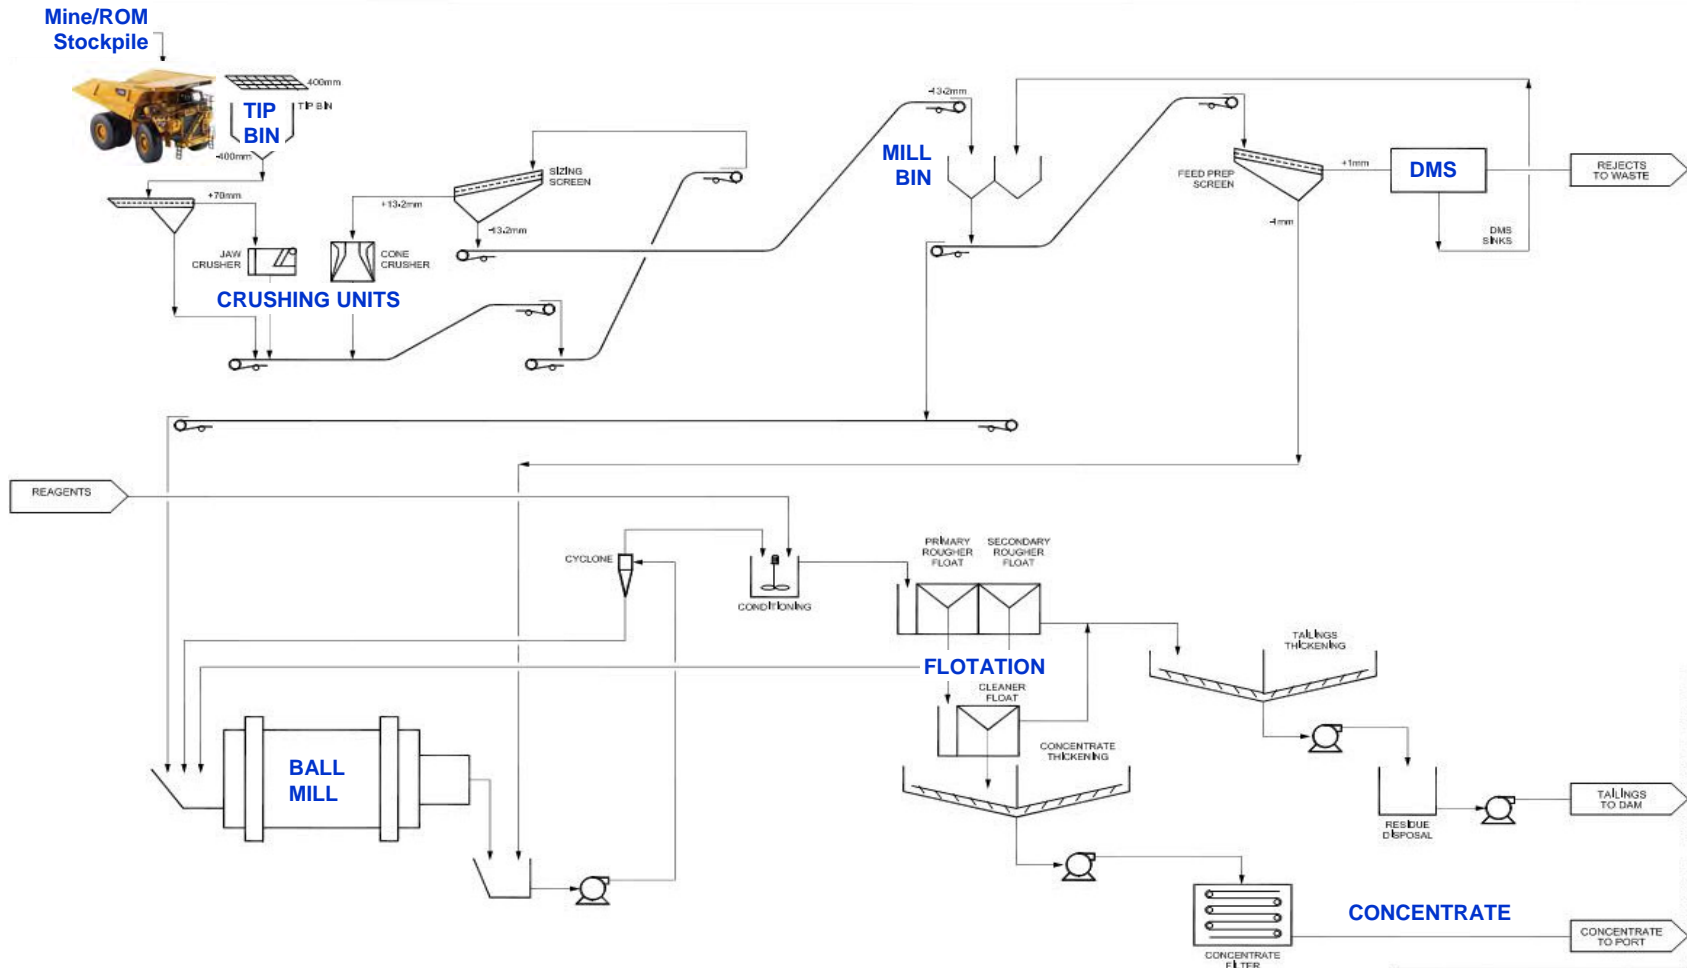 Mine/ROM
Stockpile
400mm
TIP BIN
TIP
BIN
-400mm
+70mm
JAW
CRUSHER
CONE
CRUSHER
CRUSHING UNITS
SIZING
SCREEN
+13.2mm
-13.2mm
-13.2mm
MILL
BIN
FEED PREP
SCREEN
+1mm
-1mm
DMS
DMS
SINKS
REJECTS
TO WASTE
REAGENTS
CYCLONE
CONDITIONING
PRIMARY
ROUGHER
FLOAT
SECONDARY
ROUGHER
FLOAT
FLOTATION
CLEANER
FLOAT
TAILINGS
THICKENING
CONCENTRATE
THICKENING
BALL
MILL
RESIDUE
DISPOSAL
TAILINGS
TO DAM
CONCENTRATE
CONCENTRATE
TO PORT
CONCENTRATE
FILTER